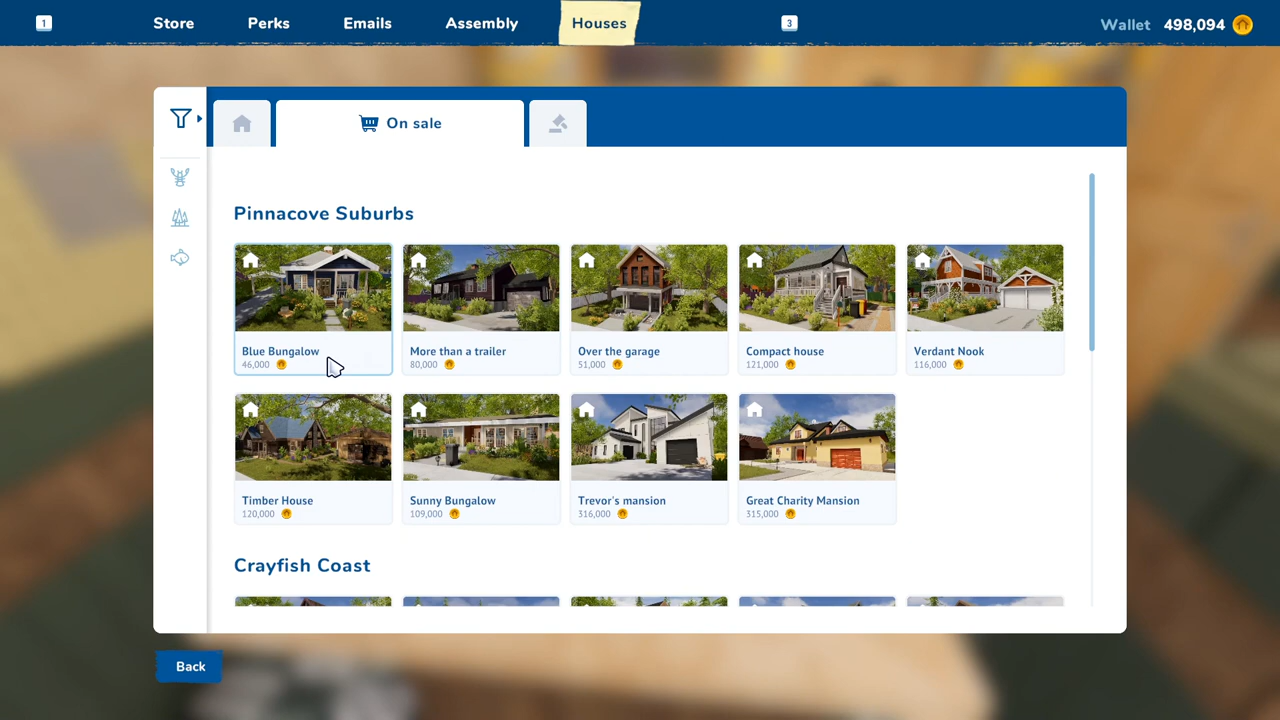 1 Store Perks Emails Assembly Houses 3 Wallet 498,094
On sale
Pinnacove Suburbs
Blue Bungalow
46,000
More than a trailer
80,000
Over the garage
51,000
Compact house
121,000
Verdant Nook
116,000
Timber House
120,000
Sunny Bungalow
109,000
Trevor's mansion
316,000
Great Charity Mansion
315,000
Crayfish Coast
Back